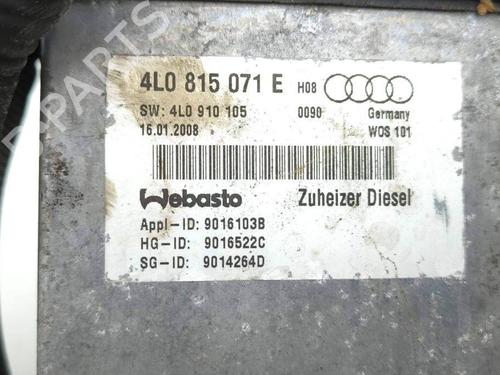 4L0 815 071 E H08
SW: 4L0 910 105 0090 Germany
16.01.2008 WOS 101
Webasto Zuheizer Diesel
Appl-ID: 9016103B
HG-ID: 9016522C
SG-ID: 9014264D